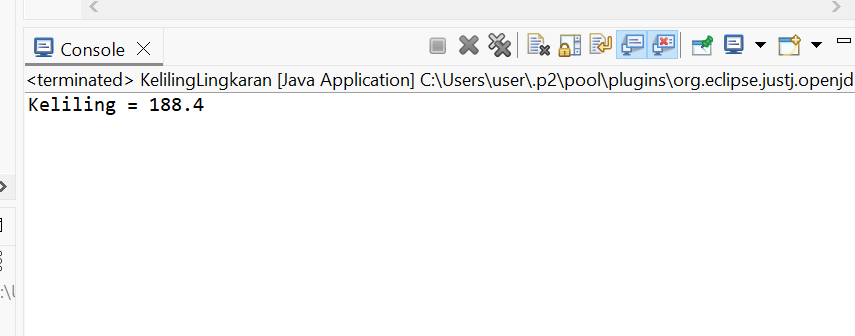 Console
<terminated> KelilingLingkaran [Java Application] C:\Users\user\.p2\pool\plugins\org.eclipse.justj.openjd
Keliling = 188.4